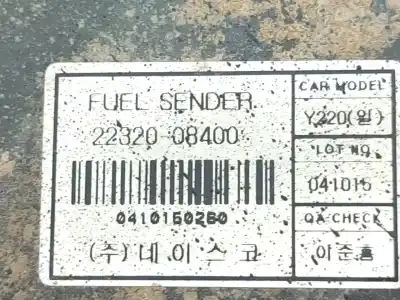 FUEL SENDER
22320-08400
0410150260
(주)네이스코
CAR MODEL
Y220(일)
LOT NO
041015
QA CHECK
이준흠